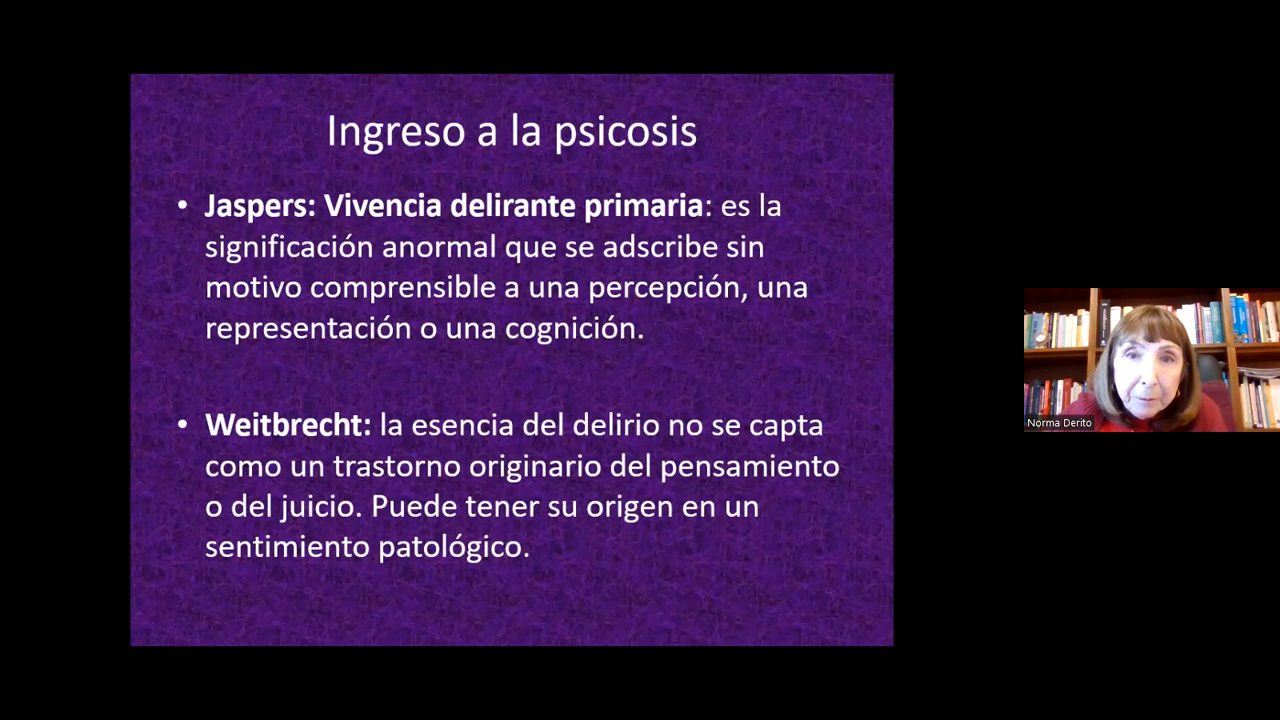 Ingreso a la psicosis
• Jaspers: Vivencia delirante primaria: es la
significación anormal que se adscribe sin
motivo comprensible a una percepción, una
representación o una cognición.
• Weitbrecht: la esencia del delirio no se capta
como un trastorno originario del pensamiento
o del juicio. Puede tener su origen en un
sentimiento patológico.
Norma Derito